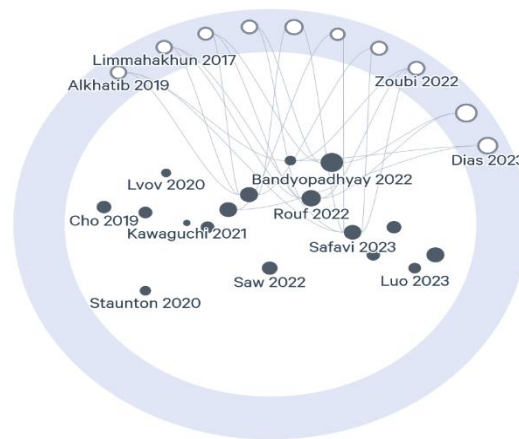 Limmahakhun 2017
Alkhatib 2019
Zoubi 2022
Dias 2023
Bandyopadhyay 2022
Lvov 2020
Cho 2019
Rouf 2022
Kawaguchi 2021
Safavi 2023
Saw 2022
Luo 2023
Staunton 2020